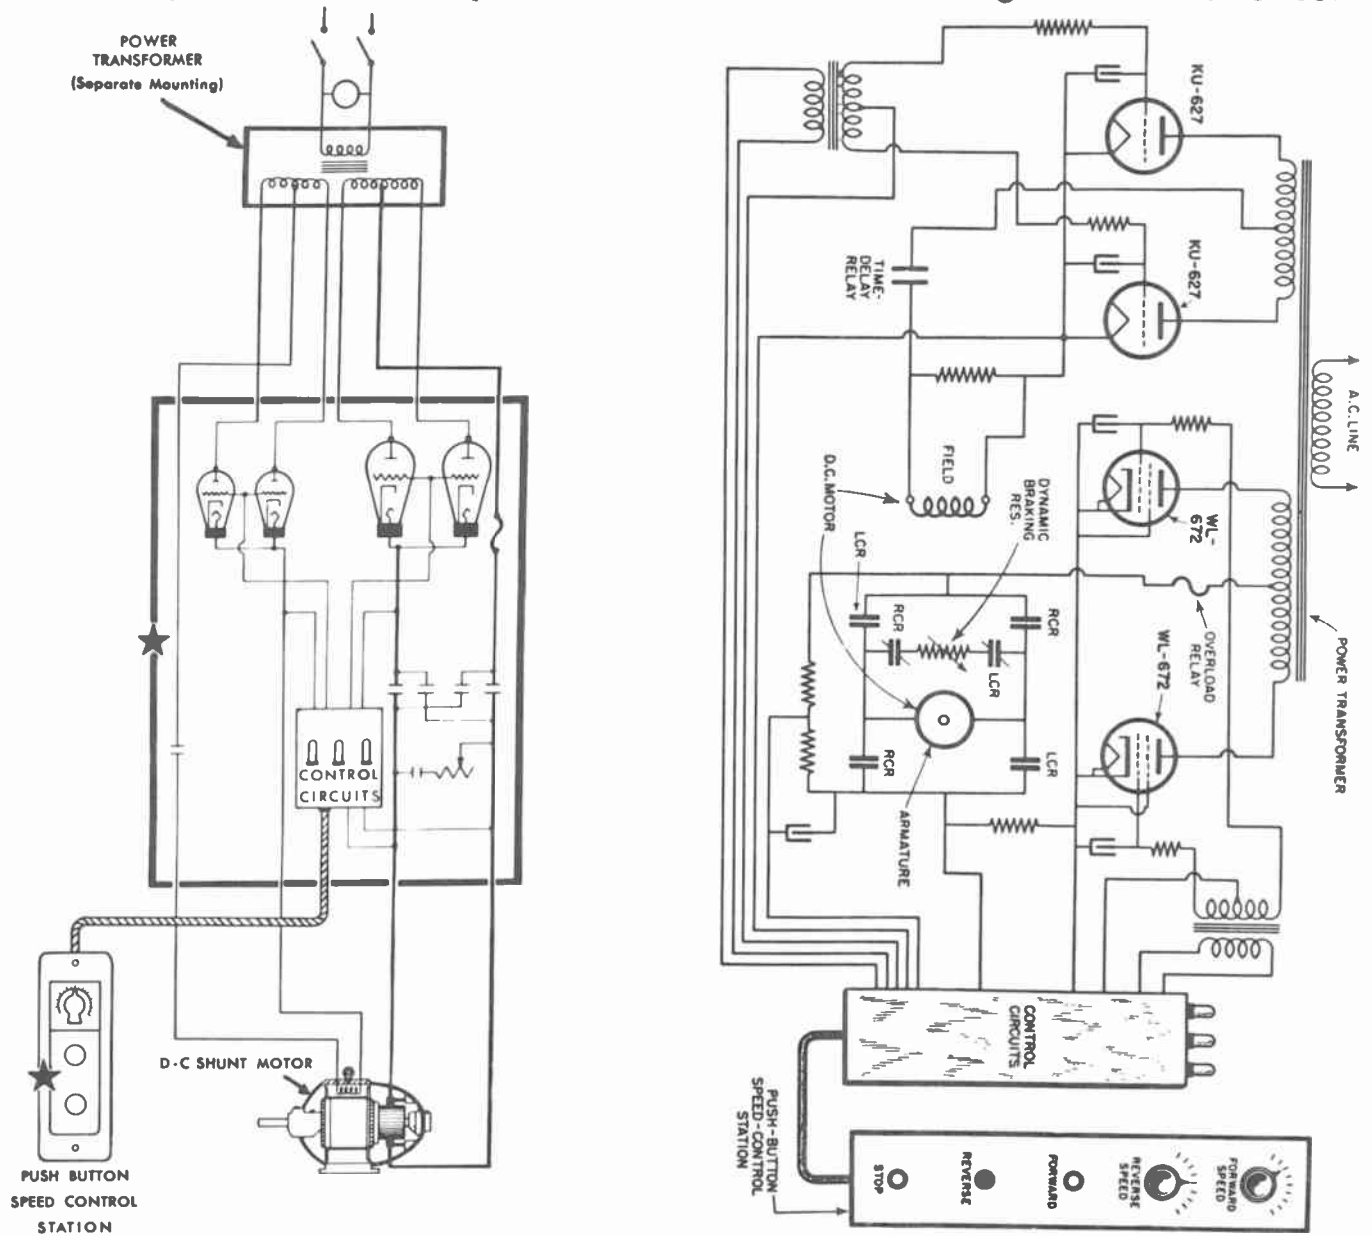 POWER
TRANSFORMER
(Separate Mounting)
CONTROL
CIRCUITS
D-C SHUNT MOTOR
PUSH BUTTON
SPEED CONTROL
STATION
KU-627
KU-627
A.C. LINE
TIME-
DELAY
RELAY
FIELD
D.C. MOTOR
DYNAMIC
BRAKING
RES.
WL-
672
WL-672
OVERLOAD
RELAY
POWER TRANSFORMER
LCR
RCR
RCR
LCR
RCR
LCR
ARMATURE
CONTROL
CIRCUITS
PUSH-BUTTON
SPEED-CONTROL
STATION
STOP
REVERSE
FORWARD
REVERSE
SPEED
FORWARD
SPEED